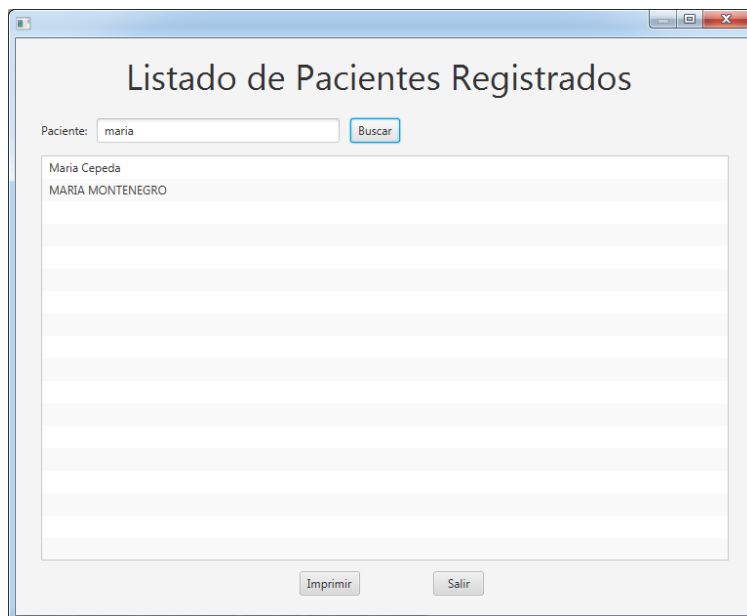 Listado de Pacientes Registrados
Paciente: maria Buscar
Maria Cepeda
MARIA MONTENEGRO
Imprimir Salir